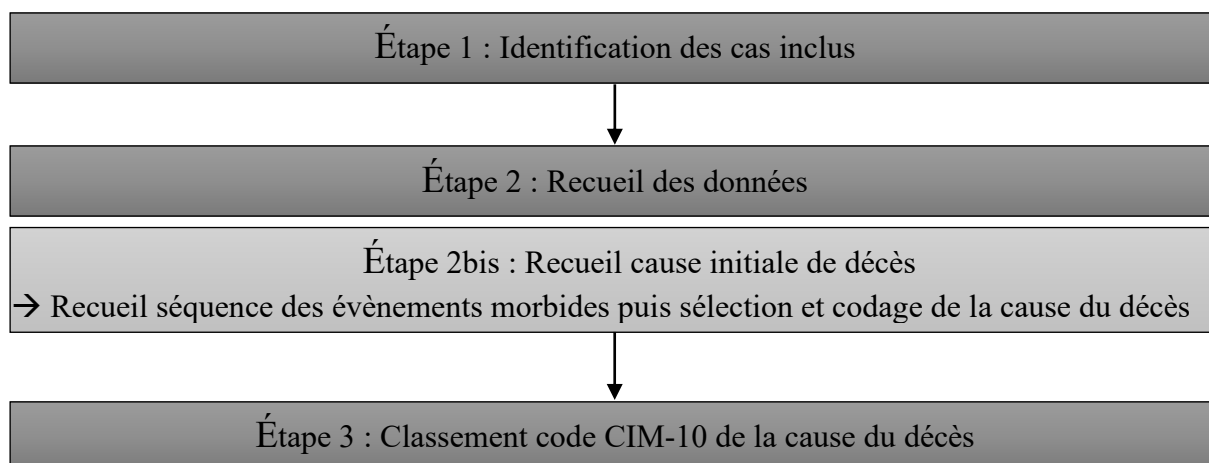 Étape 1 : Identification des cas inclus
Étape 2 : Recueil des données
Étape 2bis : Recueil cause initiale de décès
→ Recueil séquence des évènements morbides puis sélection et codage de la cause du décès
Étape 3 : Classement code CIM-10 de la cause du décès